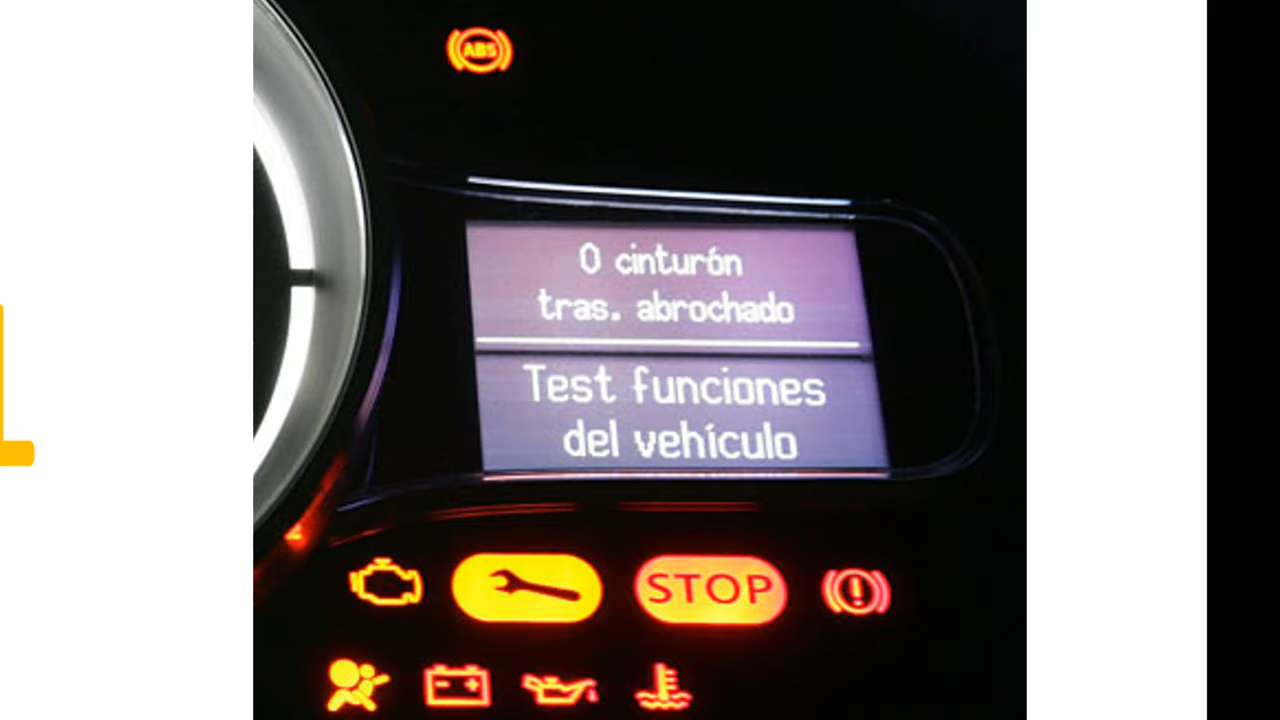 ABS
0 cinturón
tras. abrochado
Test funciones
del vehículo
STOP